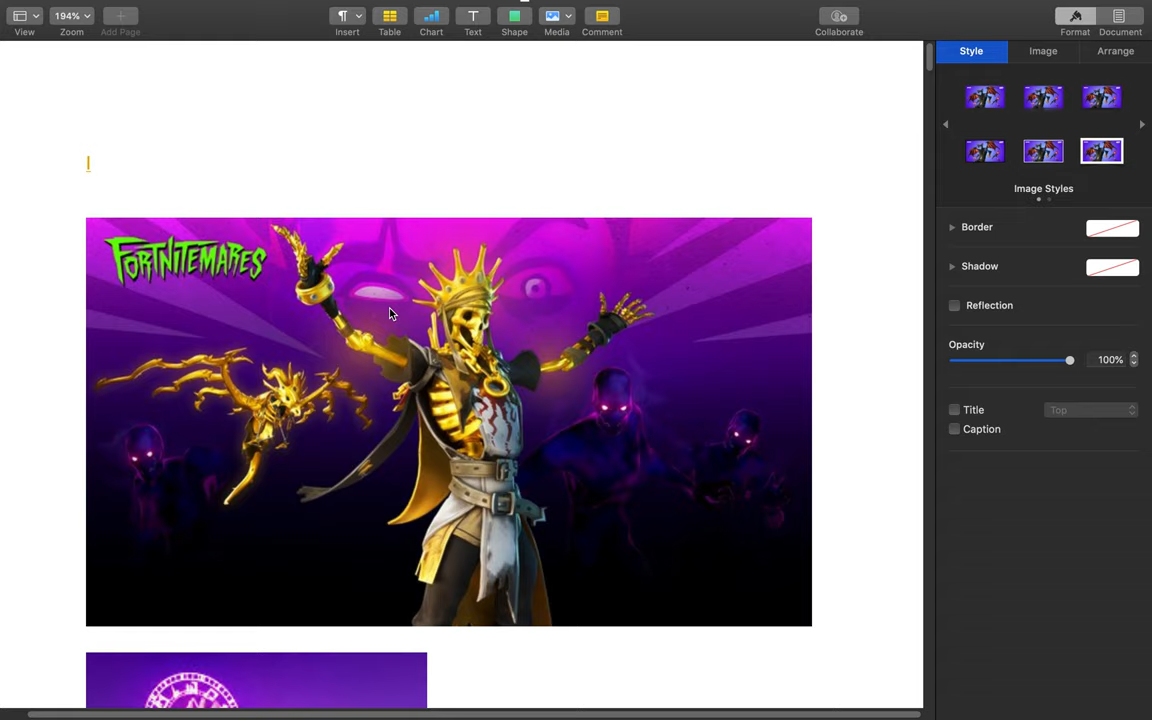 194%
View
Zoom
Add Page
Insert
Table
Chart
T
Text
Shape
Media
Comment
Collaborate
Format
Document
Style
Image
Arrange
Image Styles
Border
Shadow
Reflection
Opacity
100%
Title
Top
Caption
FORTNITEMARES